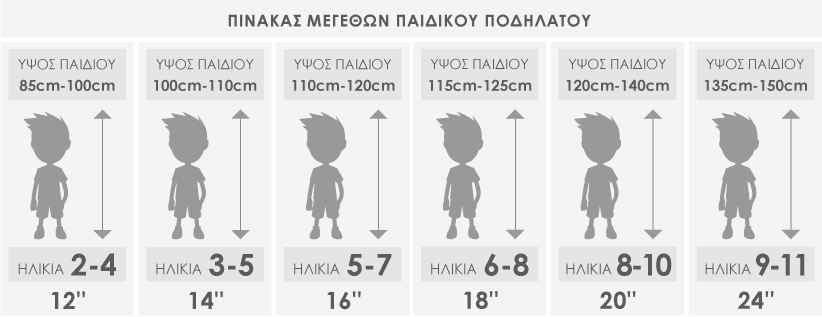 ΠΙΝΑΚΑΣ ΜΕΓΕΘΩΝ ΠΑΙΔΙΚΟΥ ΠΟΔΗΛΑΤΟΥ
ΥΨΟΣ ΠΑΙΔΙΟΥ
85cm-100cm
ΗΛΙΚΙΑ 2-4
12''
ΥΨΟΣ ΠΑΙΔΙΟΥ
100cm-110cm
ΗΛΙΚΙΑ 3-5
14''
ΥΨΟΣ ΠΑΙΔΙΟΥ
110cm-120cm
ΗΛΙΚΙΑ 5-7
16''
ΥΨΟΣ ΠΑΙΔΙΟΥ
115cm-125cm
ΗΛΙΚΙΑ 6-8
18''
ΥΨΟΣ ΠΑΙΔΙΟΥ
120cm-140cm
ΗΛΙΚΙΑ 8-10
20''
ΥΨΟΣ ΠΑΙΔΙΟΥ
135cm-150cm
ΗΛΙΚΙΑ 9-11
24''